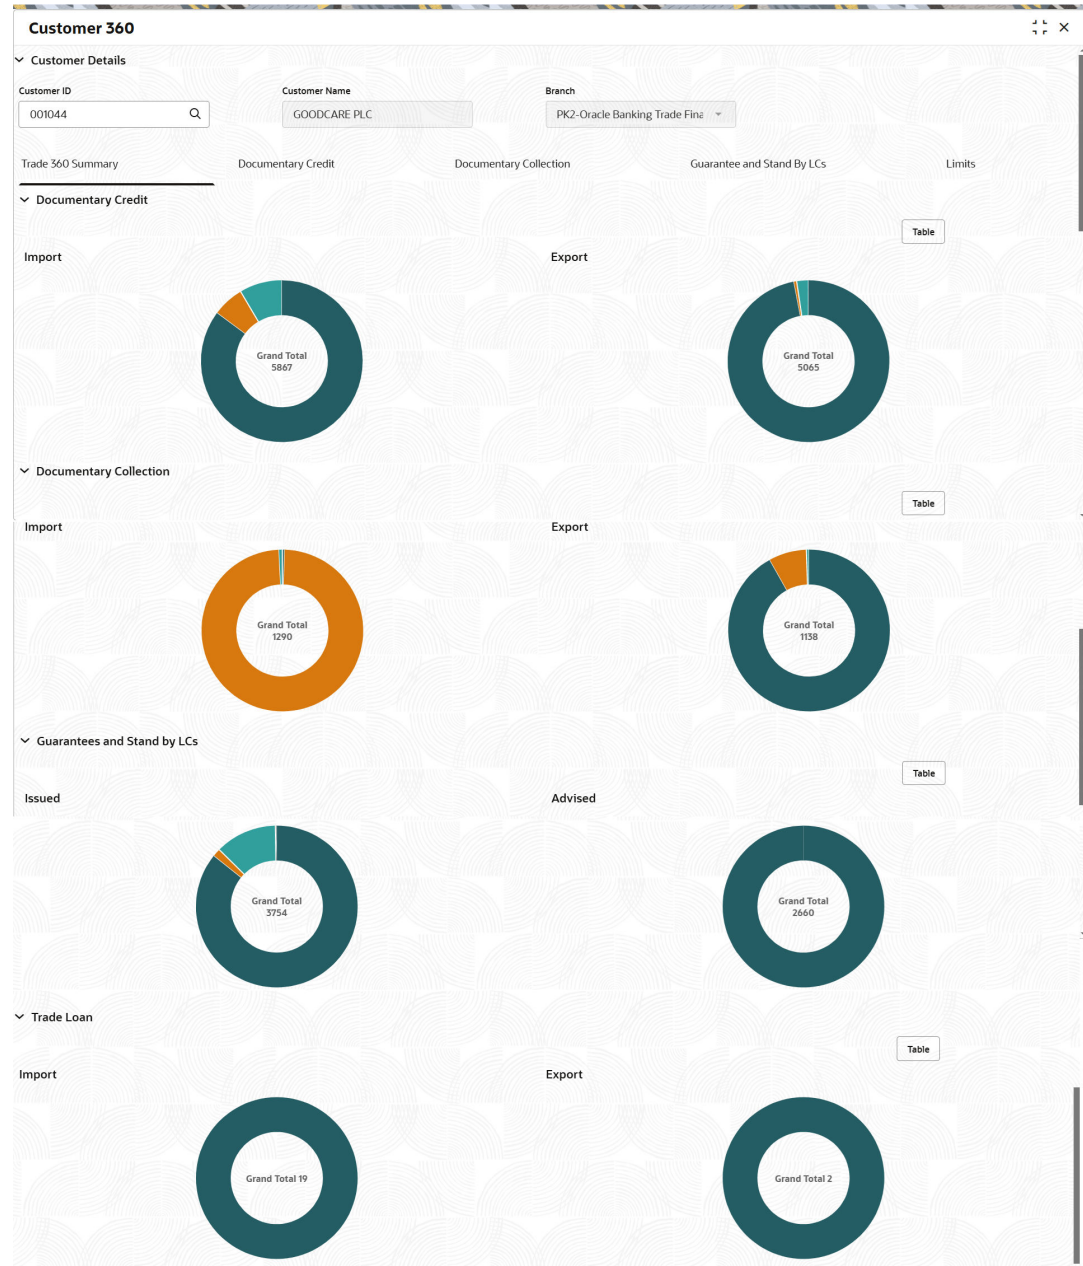 Customer 360
Customer Details
Customer ID
Customer Name
Branch
001044
GOODCARE PLC
PK2-Oracle Banking Trade Fina
Trade 360 Summary
Documentary Credit
Documentary Collection
Guarantee and Stand By LCs
Limits
Documentary Credit
Table
Import
Export
Grand Total
5867
Grand Total
5065
Documentary Collection
Table
Import
Export
Grand Total
1290
Grand Total
1138
Guarantees and Stand by LCs
Table
Issued
Advised
Grand Total
3754
Grand Total
2660
Trade Loan
Table
Import
Export
Grand Total 19
Grand Total 2